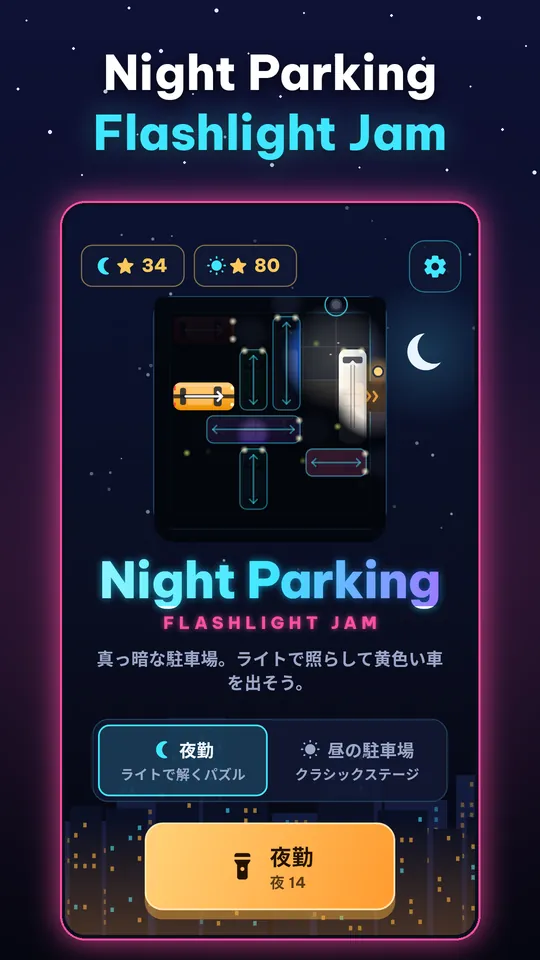 Night Parking
Flashlight Jam
34
80
Night Parking
FLASHLIGHT JAM
真っ暗な駐車場。ライトで照らして黄色い車
を出そう。
夜勤
ライトで解くパズル
昼の駐車場
クラシックステージ
夜勤
夜 14